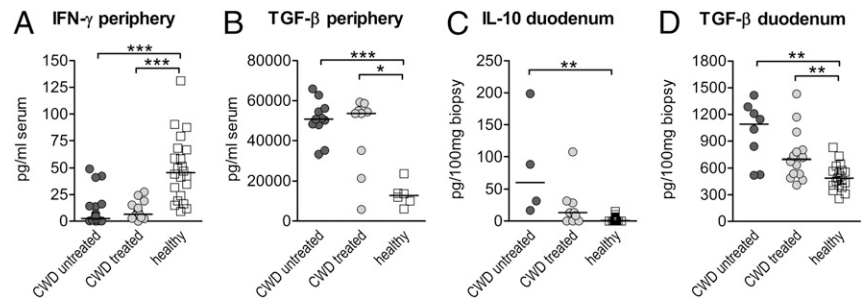 A IFN-γ periphery
***
***
pg/ml serum
150
125
100
75
50
25
0
CWD untreated
CWD treated
healthy
B TGF-β periphery
***
*
pg/ml serum
80000
60000
40000
20000
0
CWD untreated
CWD treated
healthy
C IL-10 duodenum
**
pg/100mg biopsy
250
200
150
100
50
0
CWD untreated
CWD treated
healthy
D TGF-β duodenum
**
**
pg/100mg biopsy
1800
1500
1200
900
600
300
0
CWD untreated
CWD treated
healthy